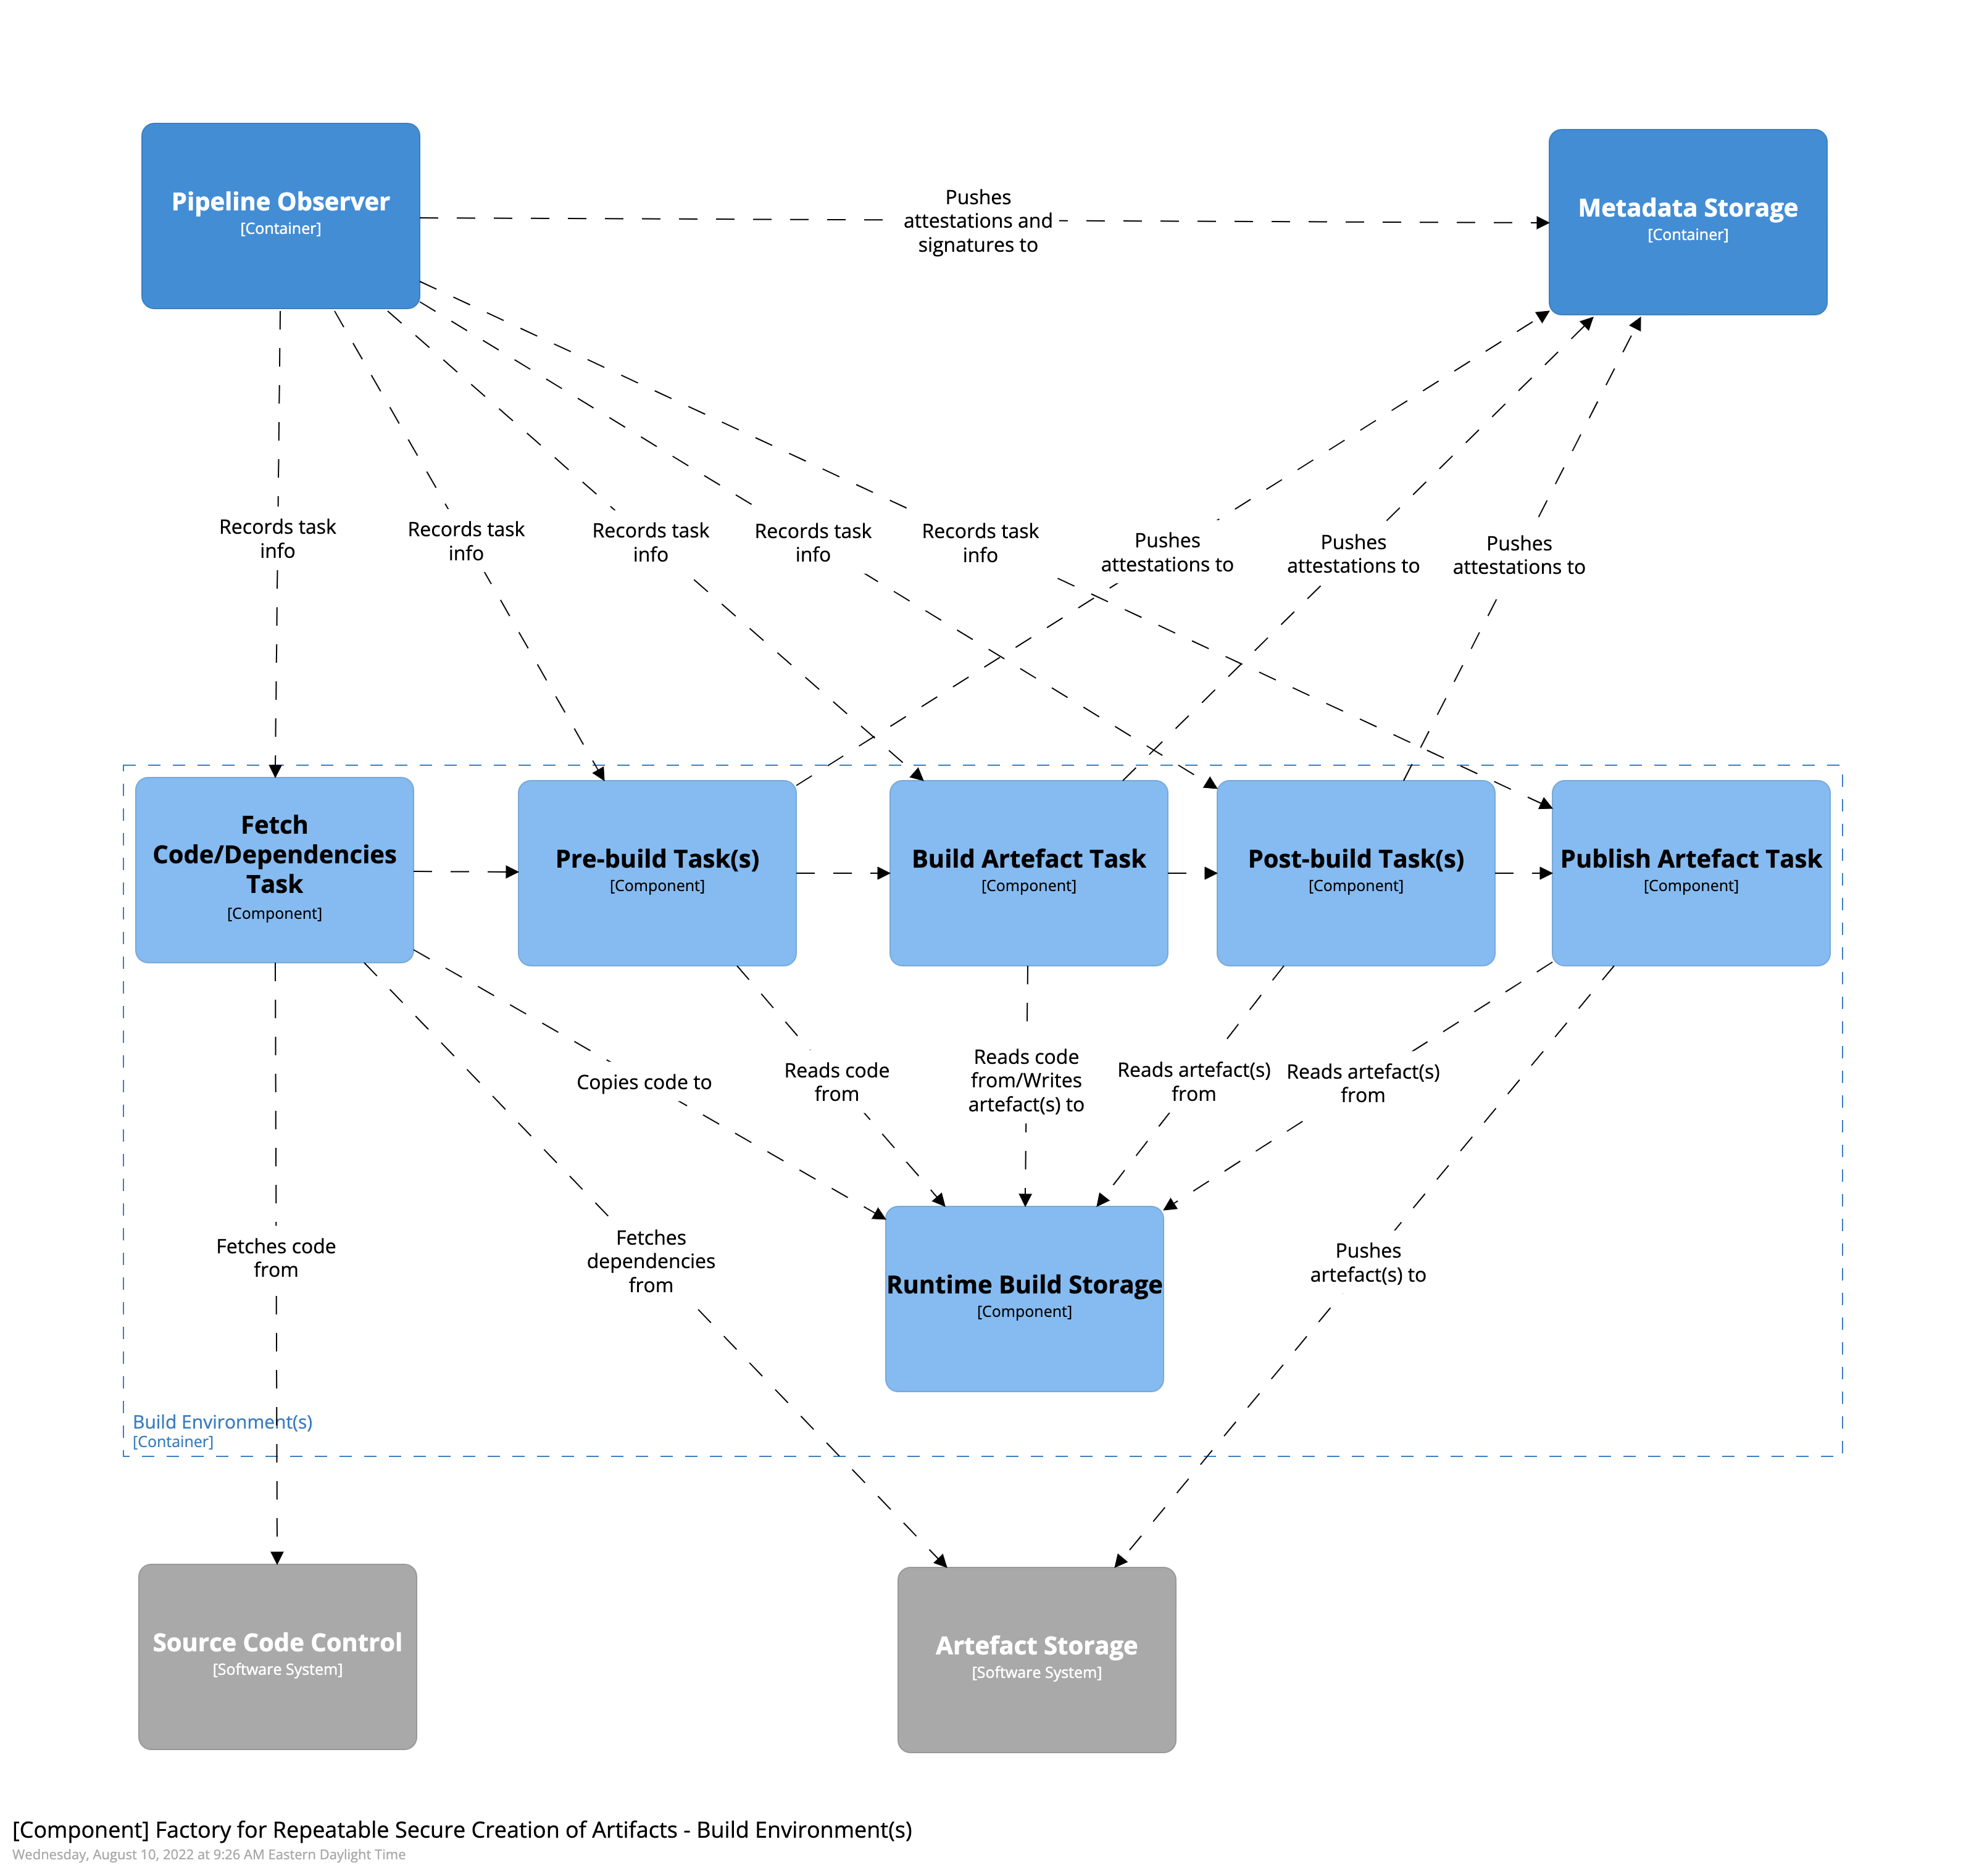 Pipeline Observer
[Container]
Pushes
attestations and
signatures to
Metadata Storage
[Container]
Records task
info
Records task
info
Records task
info
Records task
info
Records task
info
Pushes
attestations to
Pushes
attestations to
Pushes
attestations to
Fetch
Code/Dependencies
Task
[Component]
Pre-build Task(s)
[Component]
Build Artefact Task
[Component]
Post-build Task(s)
[Component]
Publish Artefact Task
[Component]
Copies code to
Reads code
from
Reads code
from/Writes
artefact(s) to
Reads artefact(s)
from
Reads artefact(s)
from
Fetches code
from
Fetches
dependencies
from
Runtime Build Storage
[Component]
Pushes
artefact(s) to
Build Environment(s)
[Container]
Source Code Control
[Software System]
Artefact Storage
[Software System]
[Component] Factory for Repeatable Secure Creation of Artifacts - Build Environment(s)
Wednesday, August 10, 2022 at 9:26 AM Eastern Daylight Time